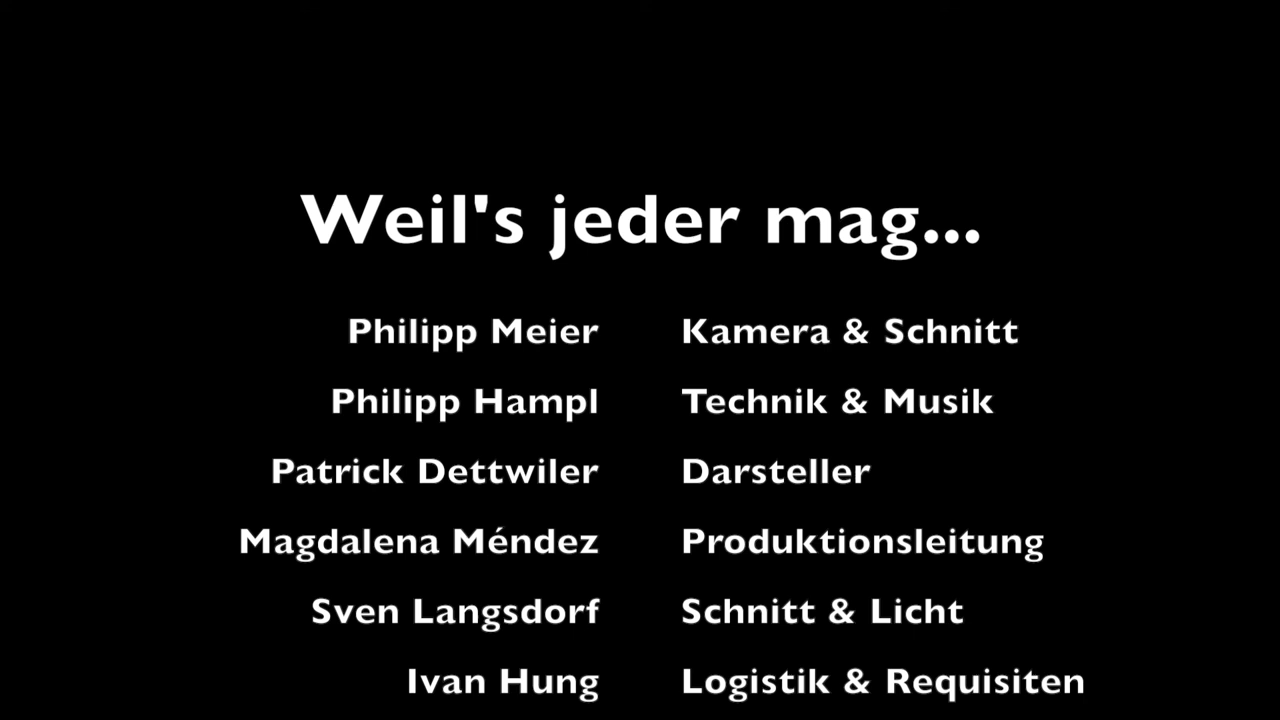 Weil's jeder mag...
Philipp Meier Kamera & Schnitt
Philipp Hampl Technik & Musik
Patrick Dettwiler Darsteller
Magdalena Méndez Produktionsleitung
Sven Langsdorf Schnitt & Licht
Ivan Hung Logistik & Requisiten